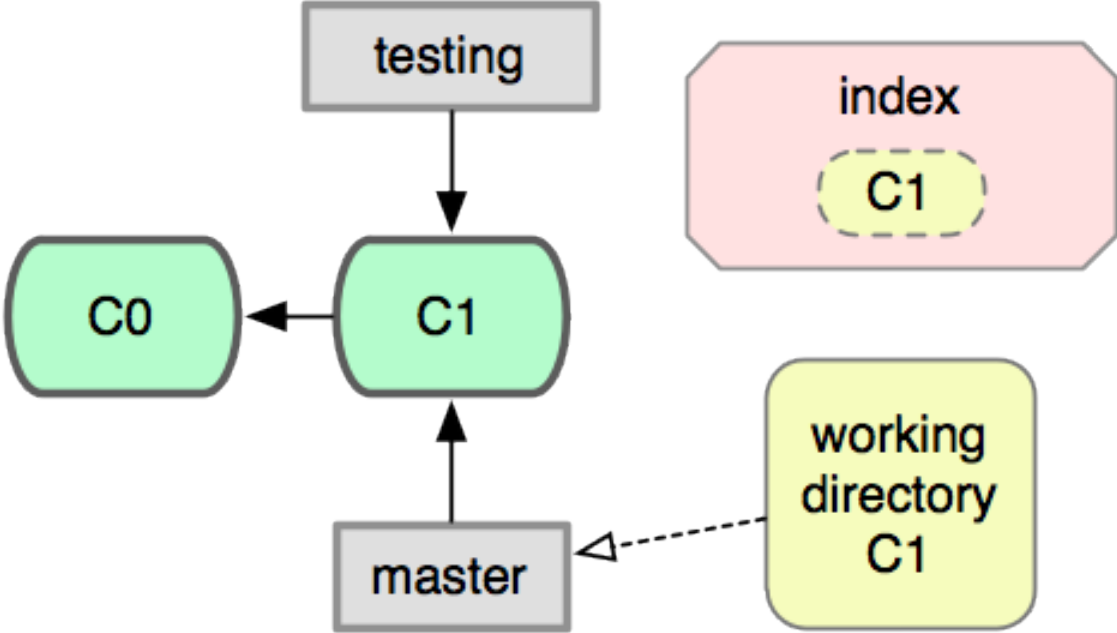 testing
index
C1
C0
C1
working
directory
C1
master